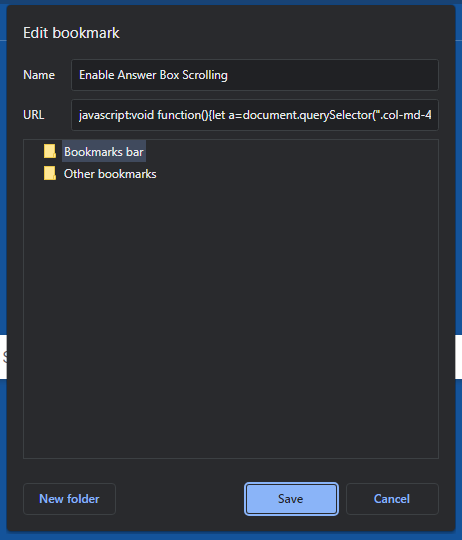 Edit bookmark
Name Enable Answer Box Scrolling
URL javascript:void function(){let a=document.querySelector(".col-md-4
Bookmarks bar
Other bookmarks
New folder Save Cancel